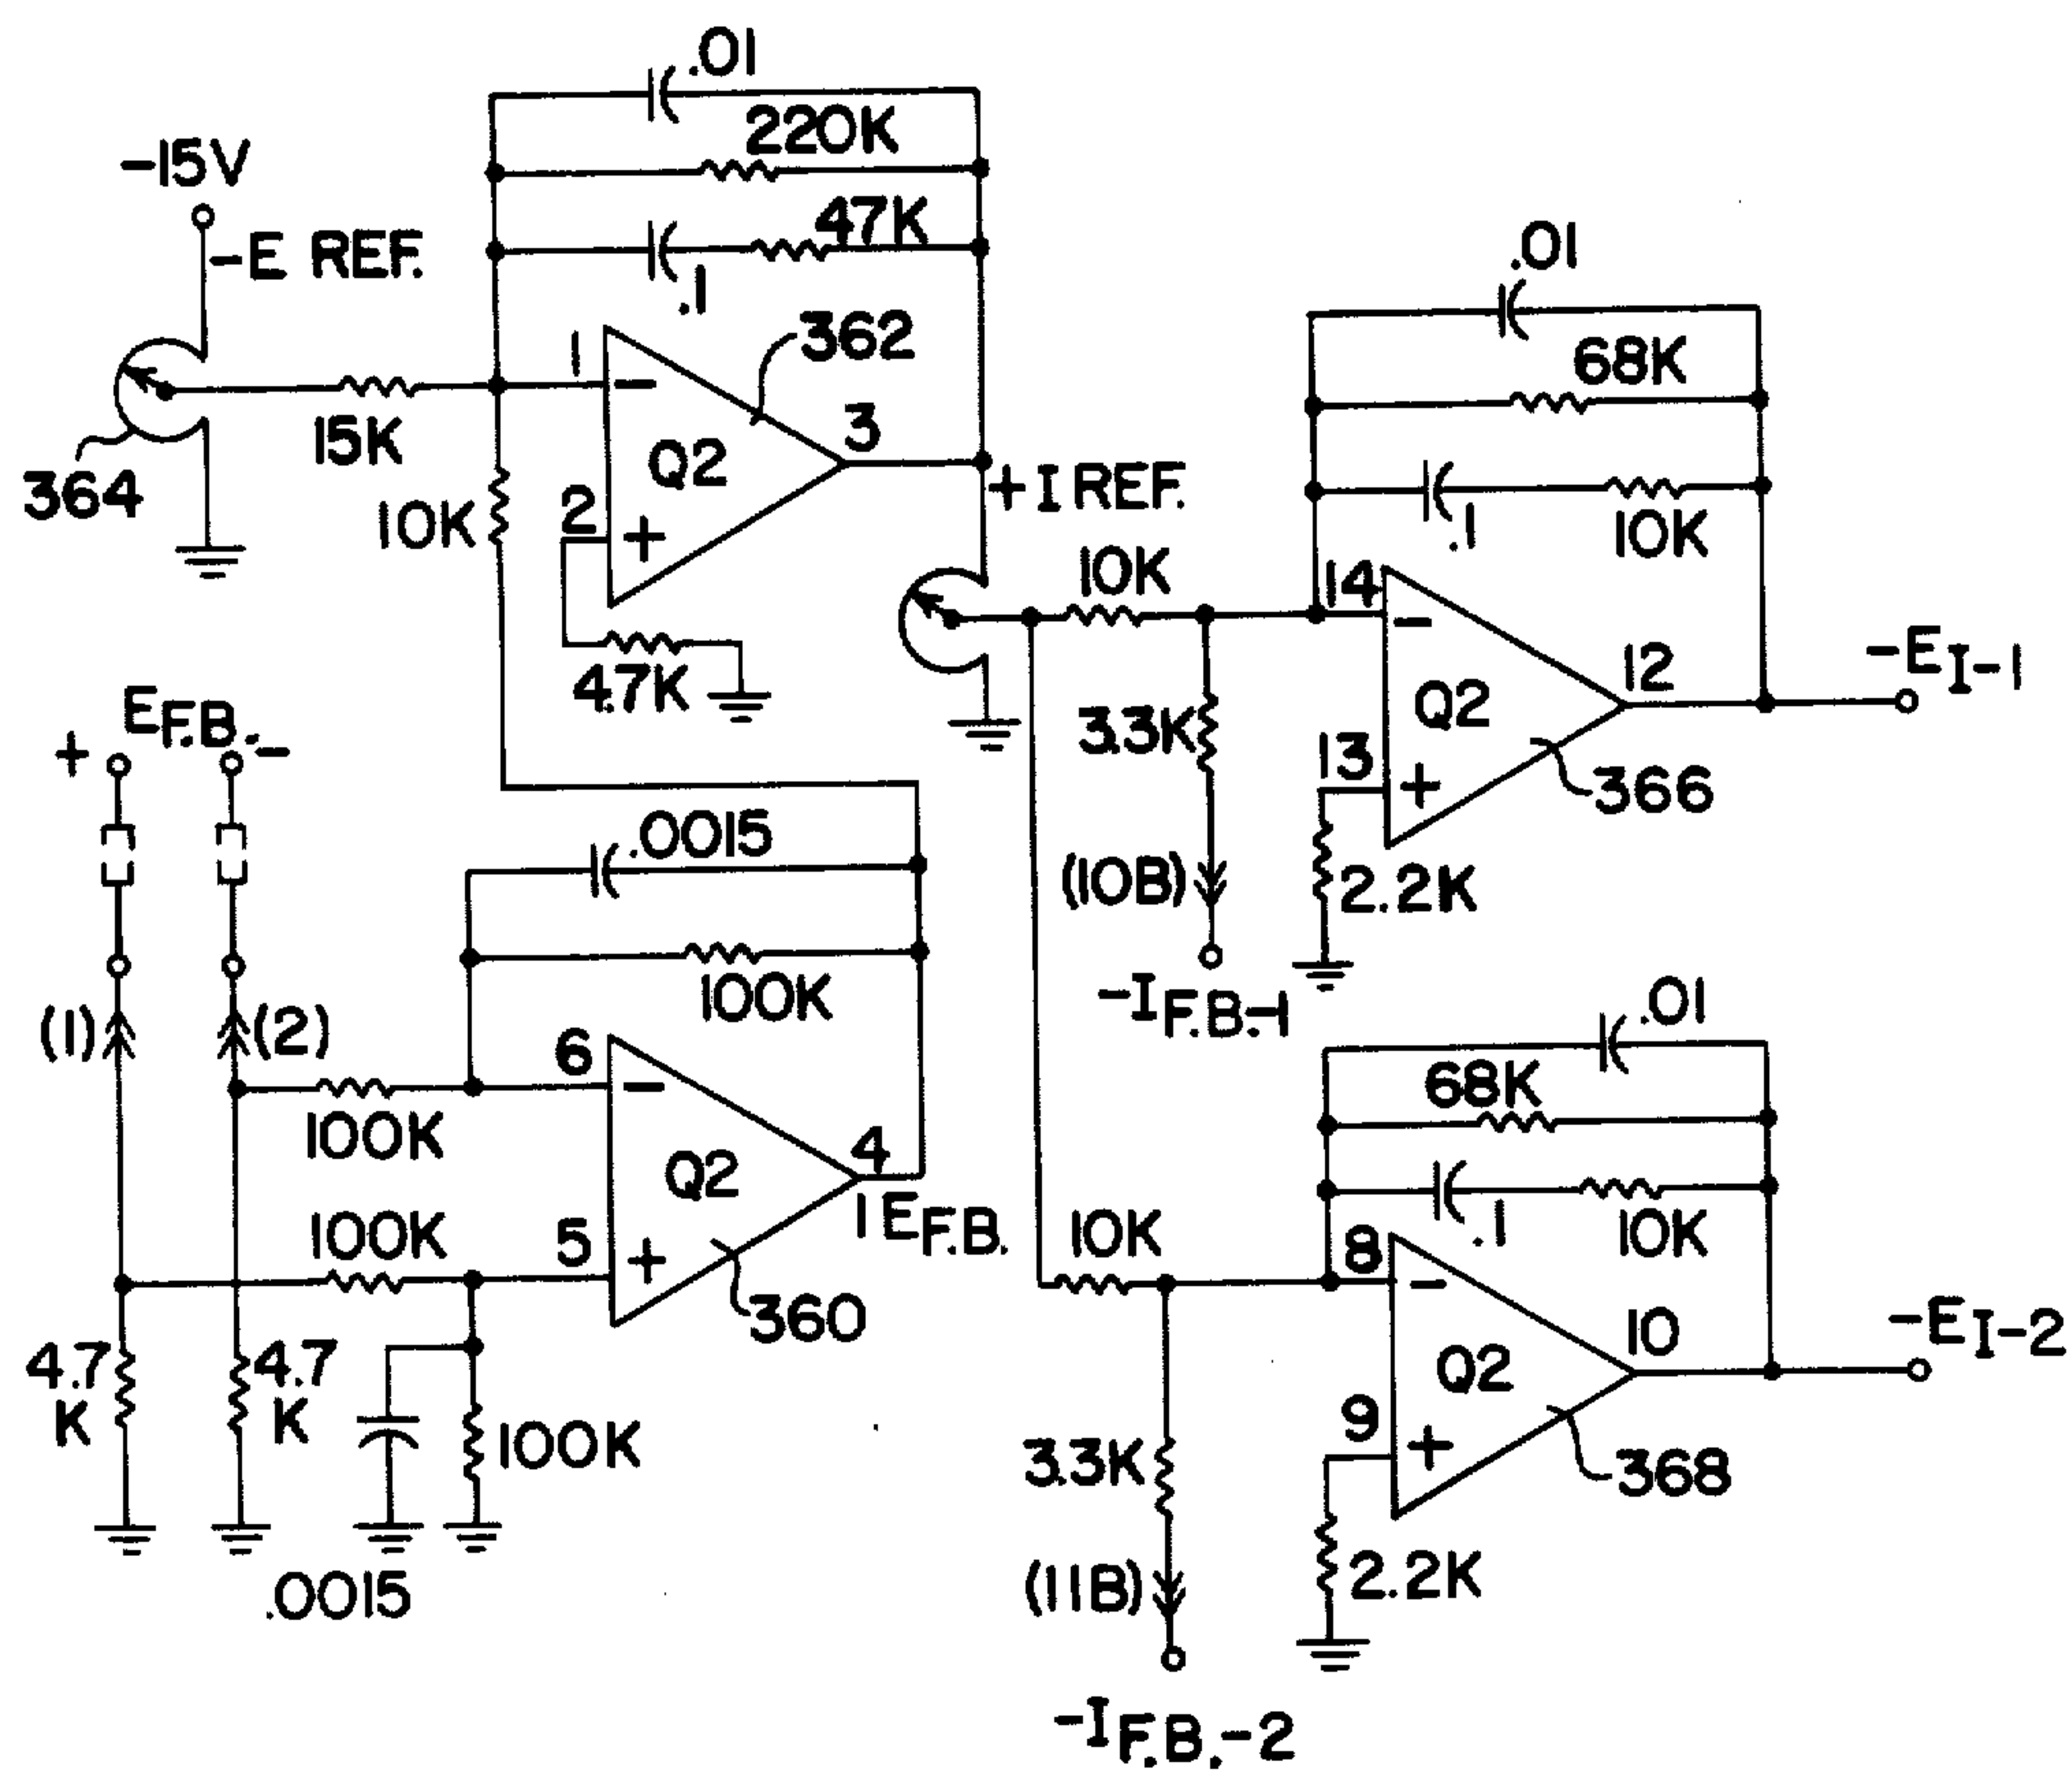 .01
220K
-15V
-E REF.
47K
.1
362
1
-
15K
364
Q2
3
10K
2
+
4.7K
+I REF.
10K
.01
68K
.1
10K
14
-
Q2
12
-EI-1
13
+
366
3.3K
(10B)
2.2K
-IF.B.-1
EF.B.
+
-
.0015
100K
(1)
(2)
6
-
100K
Q2
4
1 EF.B.
100K
5
+
360
4.7
K
4.7
K
100K
.0015
.01
68K
.1
10K
10K
8
-
Q2
10
-EI-2
9
+
368
3.3K
(11B)
2.2K
-IF.B.-2